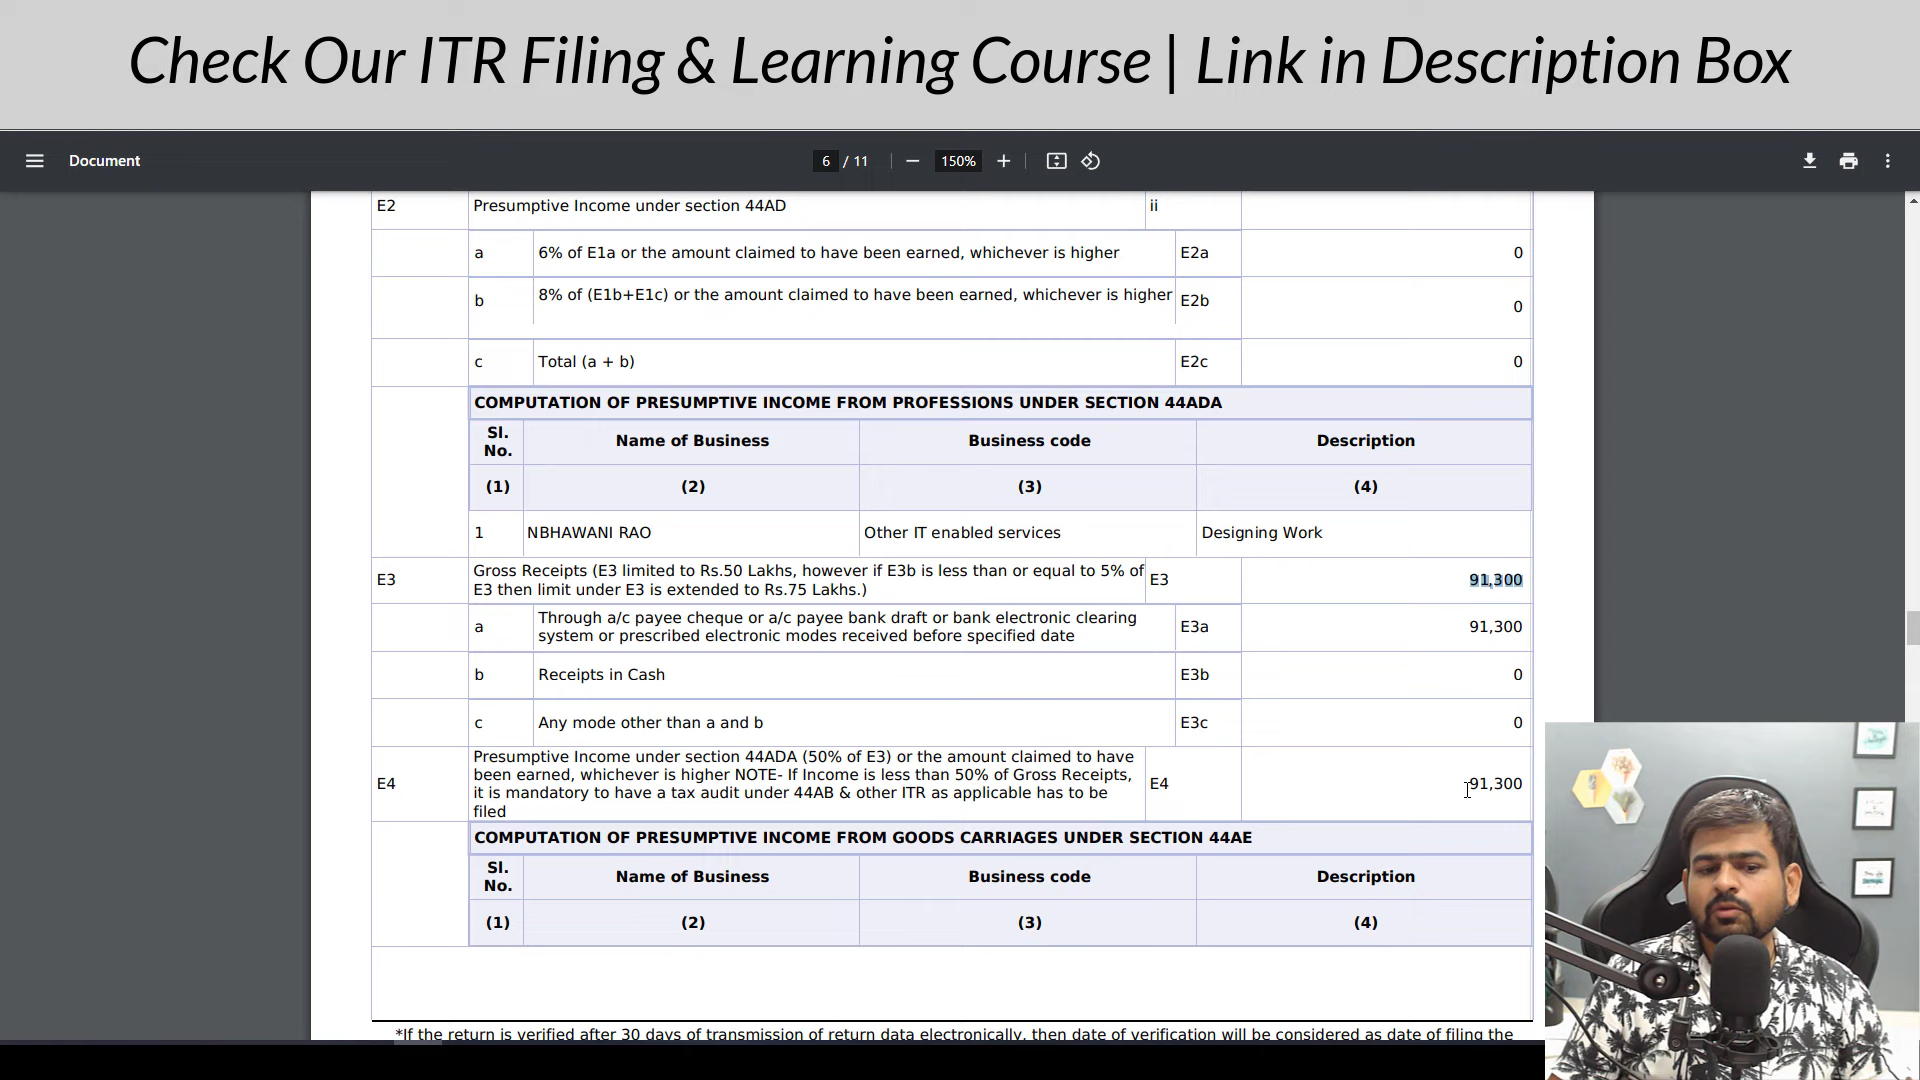 Check Our ITR Filing & Learning Course | Link in Description Box
Document
6 / 11
150%
E2 Presumptive Income under section 44AD ii
a 6% of E1a or the amount claimed to have been earned, whichever is higher E2a 0
b 8% of (E1b+E1c) or the amount claimed to have been earned, whichever is higher E2b 0
c Total (a + b) E2c 0
COMPUTATION OF PRESUMPTIVE INCOME FROM PROFESSIONS UNDER SECTION 44ADA
Sl.
No. Name of Business Business code Description
(1) (2) (3) (4)
1 NBHAWANI RAO Other IT enabled services Designing Work
E3 Gross Receipts (E3 limited to Rs.50 Lakhs, however if E3b is less than or equal to 5% of
E3 then limit under E3 is extended to Rs.75 Lakhs.) E3 91,300
a Through a/c payee cheque or a/c payee bank draft or bank electronic clearing
system or prescribed electronic modes received before specified date E3a 91,300
b Receipts in Cash E3b 0
c Any mode other than a and b E3c 0
E4 Presumptive Income under section 44ADA (50% of E3) or the amount claimed to have
been earned, whichever is higher NOTE- If Income is less than 50% of Gross Receipts,
it is mandatory to have a tax audit under 44AB & other ITR as applicable has to be
filed E4 91,300
COMPUTATION OF PRESUMPTIVE INCOME FROM GOODS CARRIAGES UNDER SECTION 44AE
Sl.
No. Name of Business Business code Description
(1) (2) (3) (4)
*If the return is verified after 30 days of transmission of return data electronically, then date of verification will be considered as date of filing the